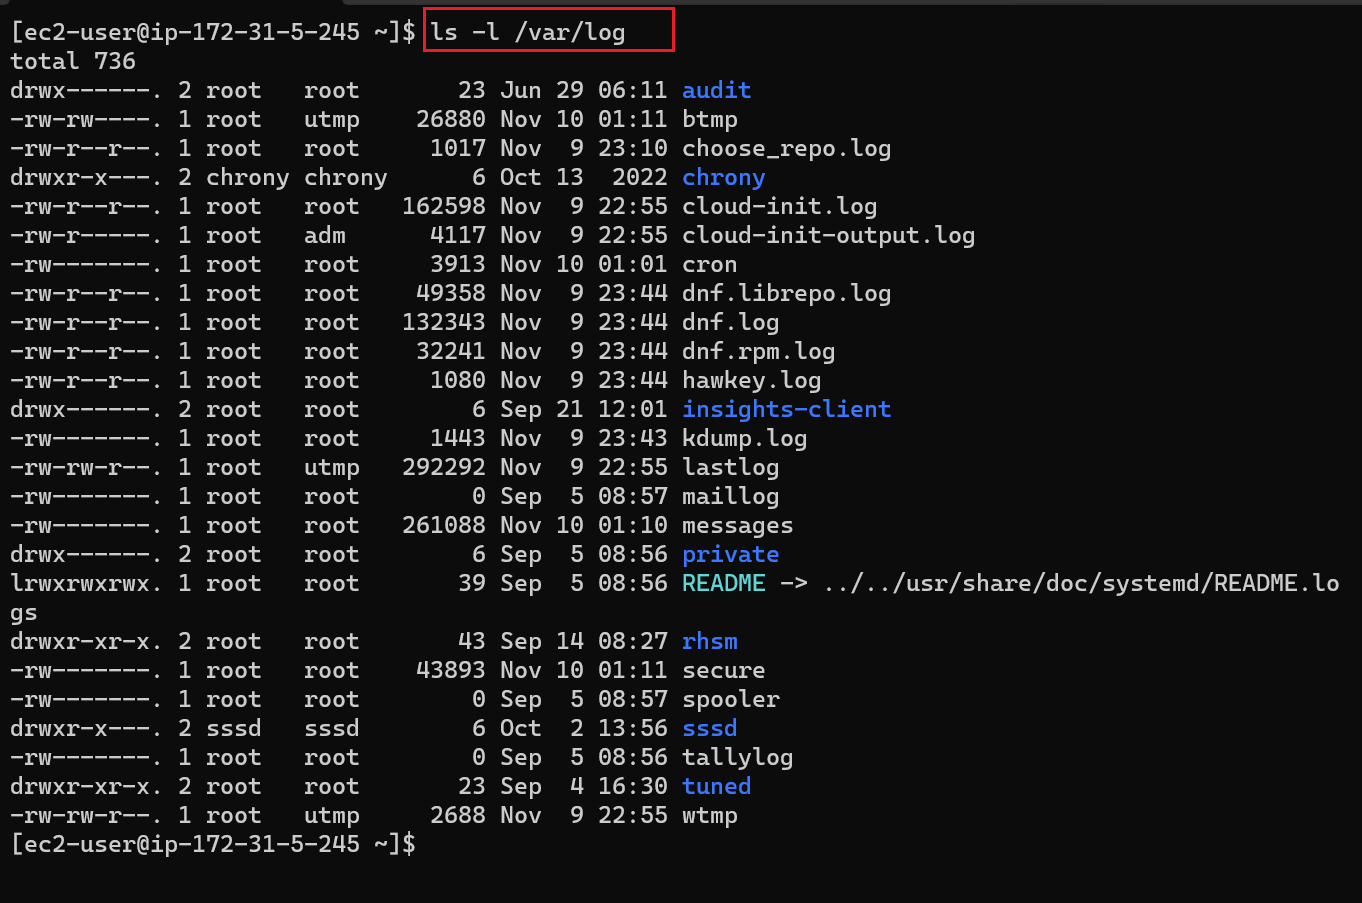 [ec2-user@ip-172-31-5-245 ~]$ ls -l /var/log
total 736
drwx------. 2 root   root       23 Jun 29 06:11 audit
-rw-rw----. 1 root   utmp    26880 Nov 10 01:11 btmp
-rw-r--r--. 1 root   root     1017 Nov  9 23:10 choose_repo.log
drwxr-x---. 2 chrony chrony      6 Oct 13  2022 chrony
-rw-r--r--. 1 root   root   162598 Nov  9 22:55 cloud-init.log
-rw-r-----. 1 root   adm      4117 Nov  9 22:55 cloud-init-output.log
-rw-------. 1 root   root     3913 Nov 10 01:01 cron
-rw-r--r--. 1 root   root    49358 Nov  9 23:44 dnf.librepo.log
-rw-r--r--. 1 root   root   132343 Nov  9 23:44 dnf.log
-rw-r--r--. 1 root   root    32241 Nov  9 23:44 dnf.rpm.log
-rw-r--r--. 1 root   root     1080 Nov  9 23:44 hawkey.log
drwx------. 2 root   root        6 Sep 21 12:01 insights-client
-rw-------. 1 root   root     1443 Nov  9 23:43 kdump.log
-rw-rw-r--. 1 root   utmp   292292 Nov  9 22:55 lastlog
-rw-------. 1 root   root        0 Sep  5 08:57 maillog
-rw-------. 1 root   root   261088 Nov 10 01:10 messages
drwx------. 2 root   root        6 Sep  5 08:56 private
lrwxrwxrwx. 1 root   root       39 Sep  5 08:56 README -> ../../usr/share/doc/systemd/README.lo
gs
drwxr-xr-x. 2 root   root       43 Sep 14 08:27 rhsm
-rw-------. 1 root   root    43893 Nov 10 01:11 secure
-rw-------. 1 root   root        0 Sep  5 08:57 spooler
drwxr-x---. 2 sssd   sssd        6 Oct  2 13:56 sssd
-rw-------. 1 root   root        0 Sep  5 08:56 tallylog
drwxr-xr-x. 2 root   root       23 Sep  4 16:30 tuned
-rw-rw-r--. 1 root   utmp     2688 Nov  9 22:55 wtmp
[ec2-user@ip-172-31-5-245 ~]$